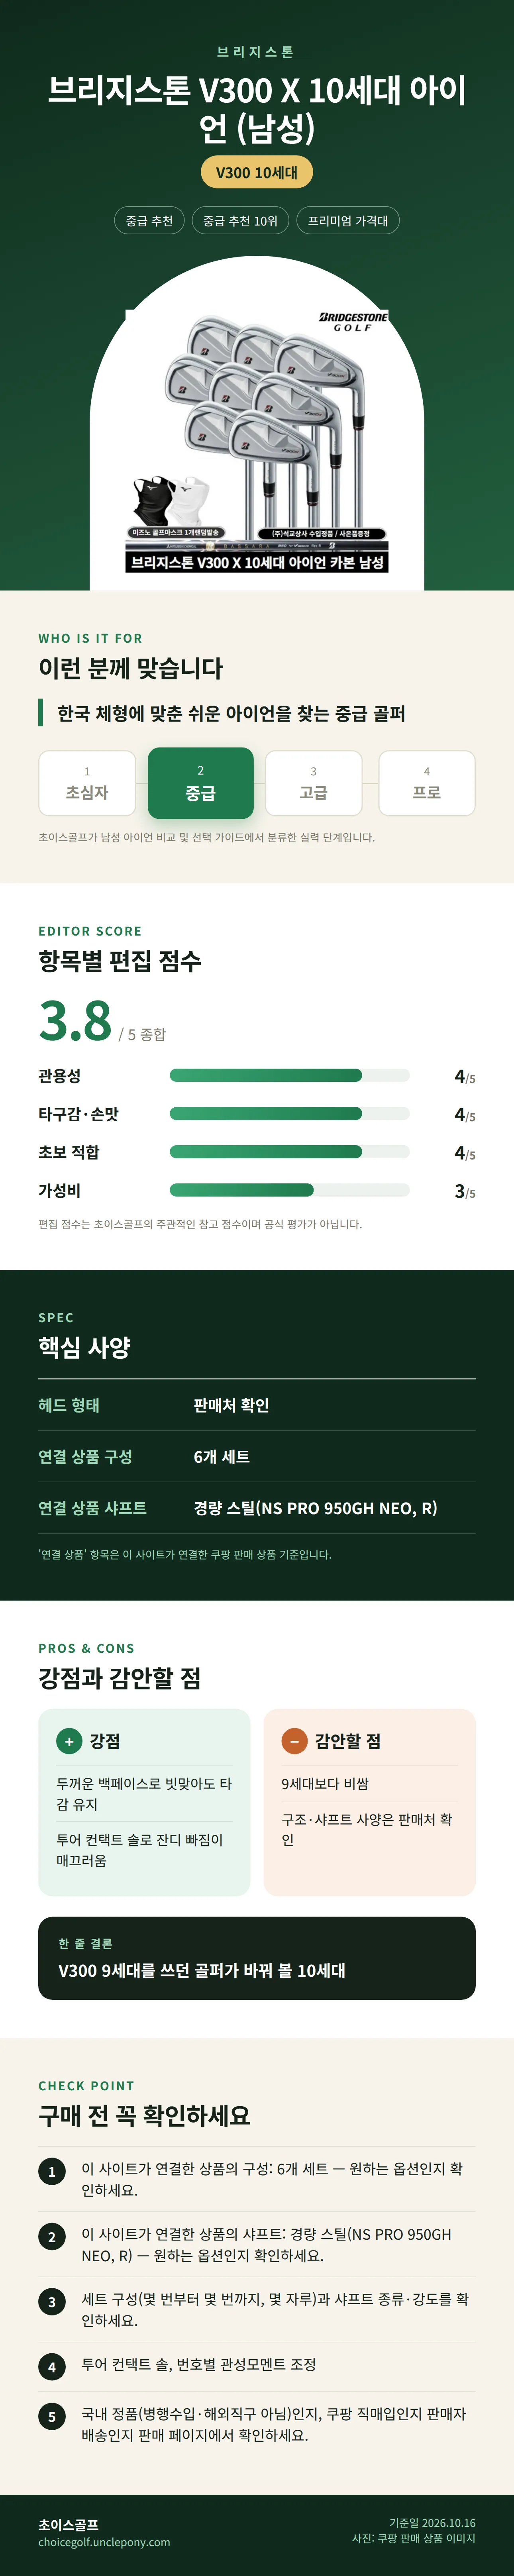 브리지스톤
브리지스톤 V300 X 10세대 아이
언 (남성)
V300 10세대
중급 추천
중급 추천 10위
프리미엄 가격대
BRIDGESTONE
GOLF
미즈노 골프마스크 1개랜덤발송
(주)석교상사 수입정품 / 사은품증정
브리지스톤 V300 X 10세대 아이언 카본 남성
WHO IS IT FOR
이런 분께 맞습니다
한국 체형에 맞춘 쉬운 아이언을 찾는 중급 골퍼
1
초심자
2
중급
3
고급
4
프로
초이스골프가 남성 아이언 비교 및 선택 가이드에서 분류한 실력 단계입니다.
EDITOR SCORE
항목별 편집 점수
3.8 / 5 종합
관용성 4/5
타구감·손맛 4/5
초보 적합 4/5
가성비 3/5
편집 점수는 초이스골프의 주관적인 참고 점수이며 공식 평가가 아닙니다.
SPEC
핵심 사양
헤드 형태 판매처 확인
연결 상품 구성 6개 세트
연결 상품 샤프트 경량 스틸(NS PRO 950GH NEO, R)
'연결 상품' 항목은 이 사이트가 연결한 쿠팡 판매 상품 기준입니다.
PROS & CONS
강점과 감안할 점
+ 강점
두꺼운 백페이스로 빗맞아도 타
감 유지
투어 컨택트 솔로 잔디 빠짐이
매끄러움
− 감안할 점
9세대보다 비쌈
구조·샤프트 사양은 판매처 확
인
한 줄 결론
V300 9세대를 쓰던 골퍼가 바꿔 볼 10세대
CHECK POINT
구매 전 꼭 확인하세요
1 이 사이트가 연결한 상품의 구성: 6개 세트 — 원하는 옵션인지 확
인하세요.
2 이 사이트가 연결한 상품의 샤프트: 경량 스틸(NS PRO 950GH
NEO, R) — 원하는 옵션인지 확인하세요.
3 세트 구성(몇 번부터 몇 번까지, 몇 자루)과 샤프트 종류·강도를 확
인하세요.
4 투어 컨택트 솔, 번호별 관성모멘트 조정
5 국내 정품(병행수입·해외직구 아님)인지, 쿠팡 직매입인지 판매자
배송인지 판매 페이지에서 확인하세요.
초이스골프
choicegolf.unclepony.com
기준일 2026.10.16
사진: 쿠팡 판매 상품 이미지